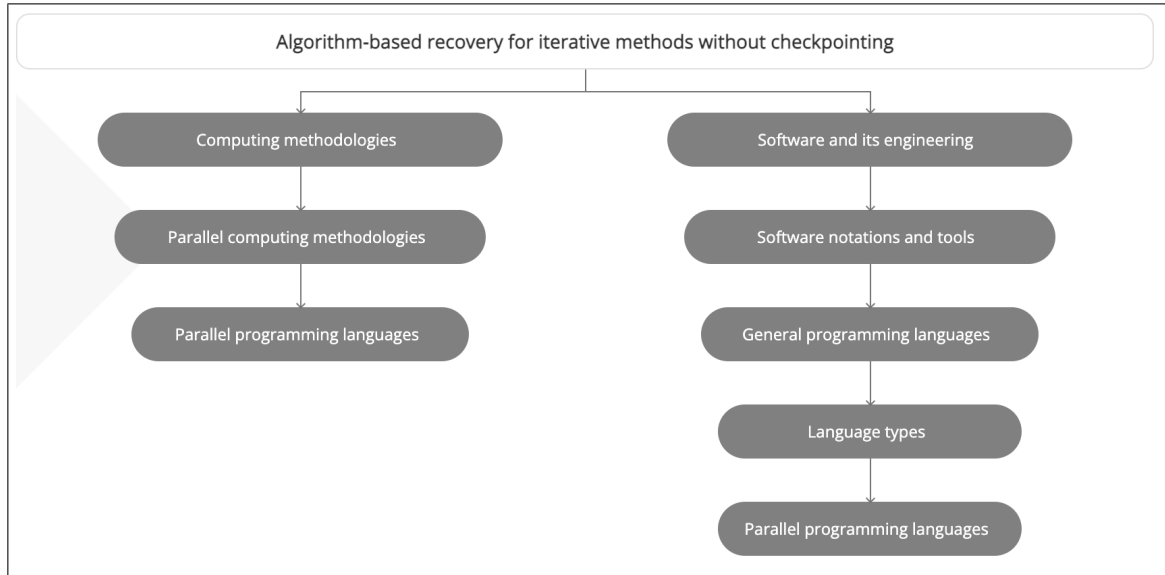 Algorithm-based recovery for iterative methods without checkpointing
Computing methodologies
Parallel computing methodologies
Parallel programming languages
Software and its engineering
Software notations and tools
General programming languages
Language types
Parallel programming languages